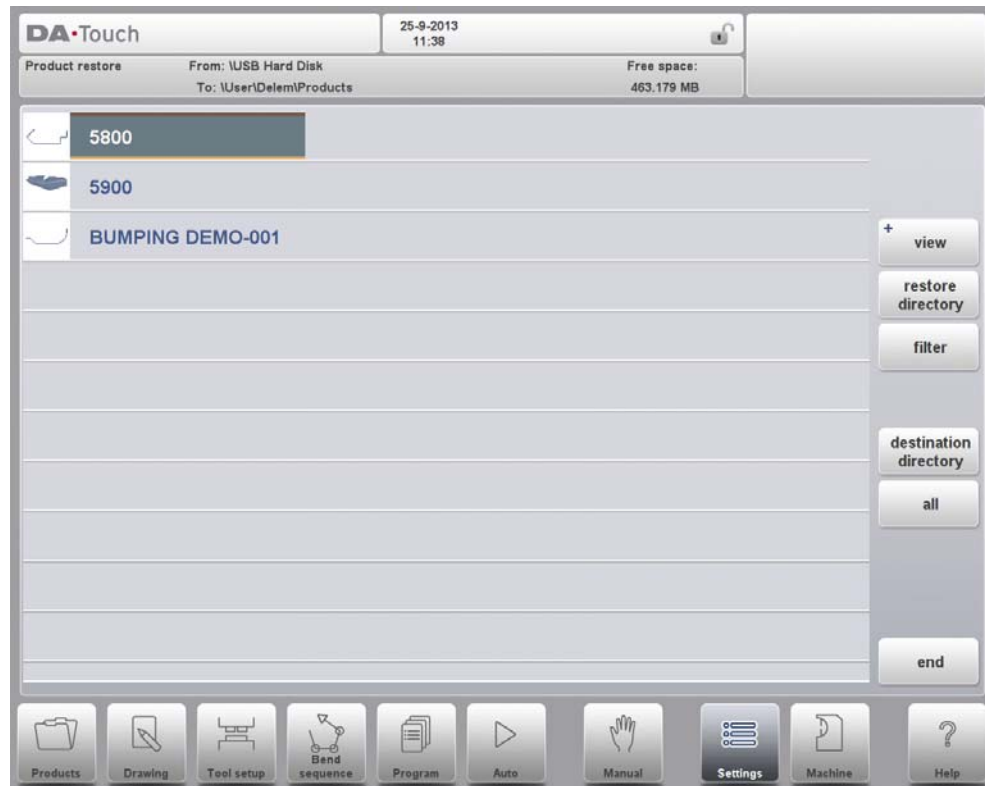 DA•Touch
25-9-2013
11:38
Product restore From: \USB Hard Disk Free space:
To: \User\Delem\Products 463.179 MB
5800
5900
BUMPING DEMO-001
+ view
restore
directory
filter
destination
directory
all
end
Products Drawing Tool setup Bend
sequence Program Auto Manual Settings Machine ? Help